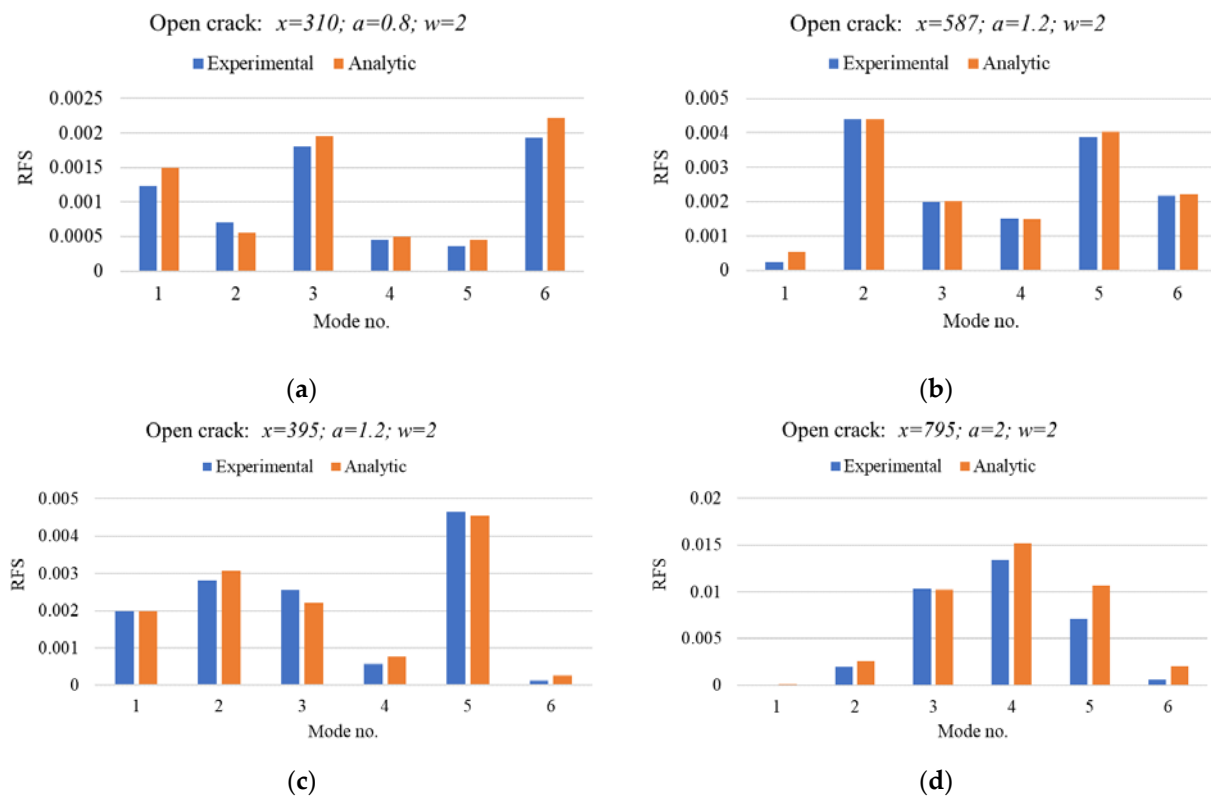 Open crack: x=310; a=0.8; w=2
Experimental Analytic
0.0025
0.002
0.0015
0.001
0.0005
0
RFS
1 2 3 4 5 6
Mode no.
(a)
Open crack: x=587; a=1.2; w=2
Experimental Analytic
0.005
0.004
0.003
0.002
0.001
0
RFS
1 2 3 4 5 6
Mode no.
(b)
Open crack: x=395; a=1.2; w=2
Experimental Analytic
0.005
0.004
0.003
0.002
0.001
0
RFS
1 2 3 4 5 6
Mode no.
(c)
Open crack: x=795; a=2; w=2
Experimental Analytic
0.02
0.015
0.01
0.005
0
RFS
1 2 3 4 5 6
Mode no.
(d)